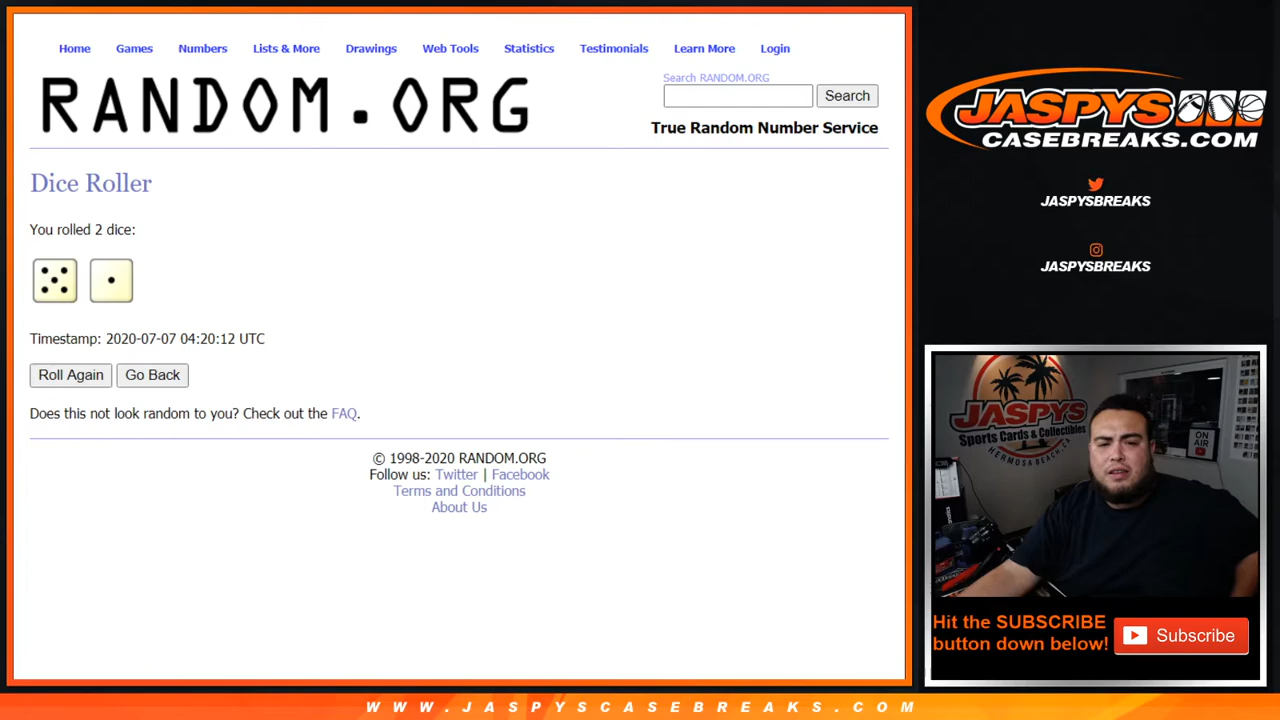 Home Games Numbers Lists & More Drawings Web Tools Statistics Testimonials Learn More Login
RANDOM.ORG
Search RANDOM.ORG
Search
True Random Number Service
Dice Roller
You rolled 2 dice:
Timestamp: 2020-07-07 04:20:12 UTC
Roll Again Go Back
Does this not look random to you? Check out the FAQ.
© 1998-2020 RANDOM.ORG
Follow us: Twitter | Facebook
Terms and Conditions
About Us
JASPYS
CASEBREAKS.COM
JASPYSBREAKS
JASPYSBREAKS
JASPYS
Sports Cards & Collectibles
HERMOSA BEACH, CA
ON
AIR
Hit the SUBSCRIBE
button down below!
Subscribe
WWW.JASPYSCASEBREAKS.COM